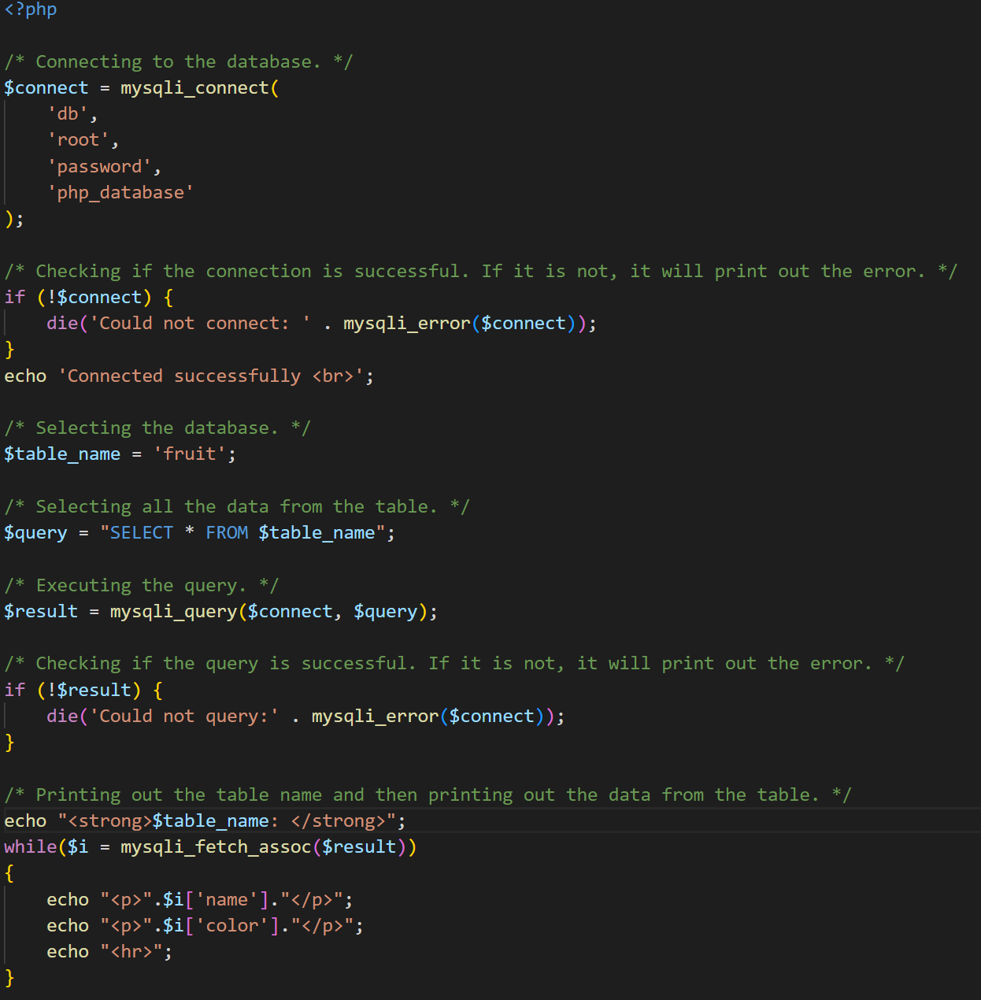 <?php
/* Connecting to the database. */
$connect = mysqli_connect(
    'db',
    'root',
    'password',
    'php_database'
);
/* Checking if the connection is successful. If it is not, it will print out the error. */
if (!$connect) {
    die('Could not connect: ' . mysqli_error($connect));
}
echo 'Connected successfully <br>';
/* Selecting the database. */
$table_name = 'fruit';
/* Selecting all the data from the table. */
$query = "SELECT * FROM $table_name";
/* Executing the query. */
$result = mysqli_query($connect, $query);
/* Checking if the query is successful. If it is not, it will print out the error. */
if (!$result) {
    die('Could not query:' . mysqli_error($connect));
}
/* Printing out the table name and then printing out the data from the table. */
echo "<strong>$table_name: </strong>";
while($i = mysqli_fetch_assoc($result))
{
    echo "<p>".$i['name']."</p>";
    echo "<p>".$i['color']."</p>";
    echo "<hr>";
}